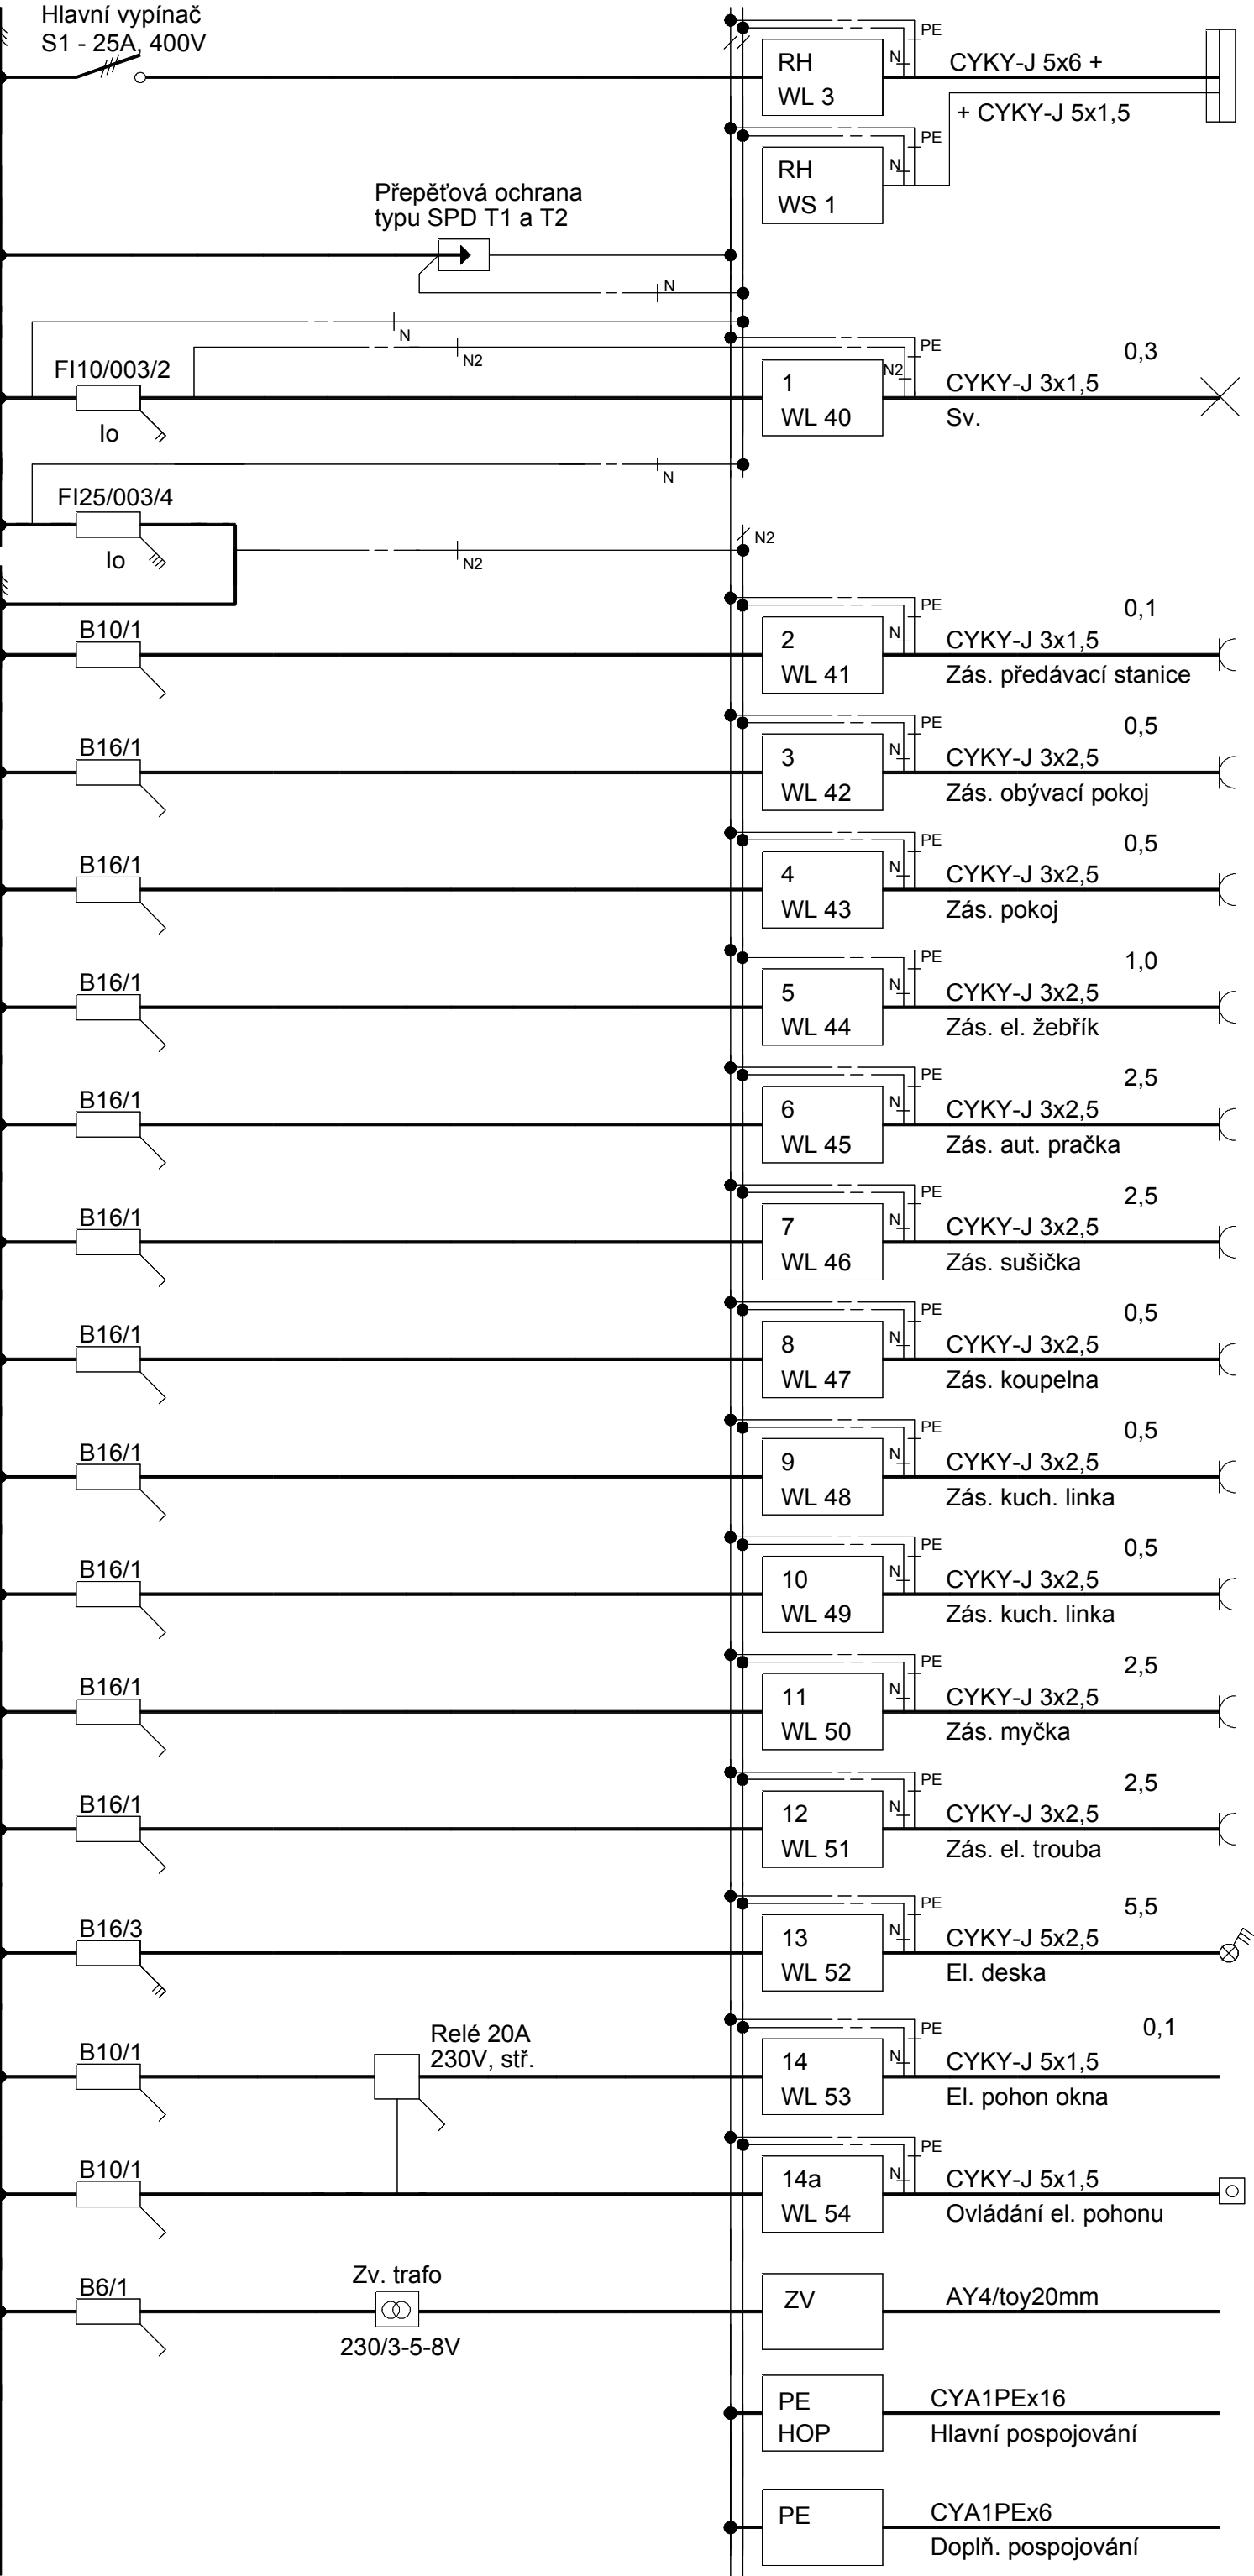 Hlavní vypínač
S1 - 25A, 400V
PE
N
RH
WL 3
CYKY-J 5x6 +
+ CYKY-J 5x1,5
PE
N
RH
WS 1
Přepěťová ochrana
typu SPD T1 a T2
N
N
N2
PE
N2
0,3
FI10/003/2
Io
1
WL 40
CYKY-J 3x1,5
Sv.
N
FI25/003/4
Io
N2
N2
B10/1
PE
N
0,1
2
WL 41
CYKY-J 3x1,5
Zás. předávací stanice
B16/1
PE
N
0,5
3
WL 42
CYKY-J 3x2,5
Zás. obývací pokoj
B16/1
PE
N
0,5
4
WL 43
CYKY-J 3x2,5
Zás. pokoj
B16/1
PE
N
1,0
5
WL 44
CYKY-J 3x2,5
Zás. el. žebřík
B16/1
PE
N
2,5
6
WL 45
CYKY-J 3x2,5
Zás. aut. pračka
B16/1
PE
N
2,5
7
WL 46
CYKY-J 3x2,5
Zás. sušička
B16/1
PE
N
0,5
8
WL 47
CYKY-J 3x2,5
Zás. koupelna
B16/1
PE
N
0,5
9
WL 48
CYKY-J 3x2,5
Zás. kuch. linka
B16/1
PE
N
0,5
10
WL 49
CYKY-J 3x2,5
Zás. kuch. linka
B16/1
PE
N
2,5
11
WL 50
CYKY-J 3x2,5
Zás. myčka
B16/1
PE
N
2,5
12
WL 51
CYKY-J 3x2,5
Zás. el. trouba
B16/3
PE
N
5,5
13
WL 52
CYKY-J 5x2,5
El. deska
B10/1
Relé 20A
230V, stř.
PE
N
0,1
14
WL 53
CYKY-J 5x1,5
El. pohon okna
B10/1
PE
N
14a
WL 54
CYKY-J 5x1,5
Ovládání el. pohonu
B6/1
Zv. trafo
230/3-5-8V
ZV
AY4/toy20mm
PE
HOP
CYA1PEx16
Hlavní pospojování
PE
CYA1PEx6
Doplň. pospojování